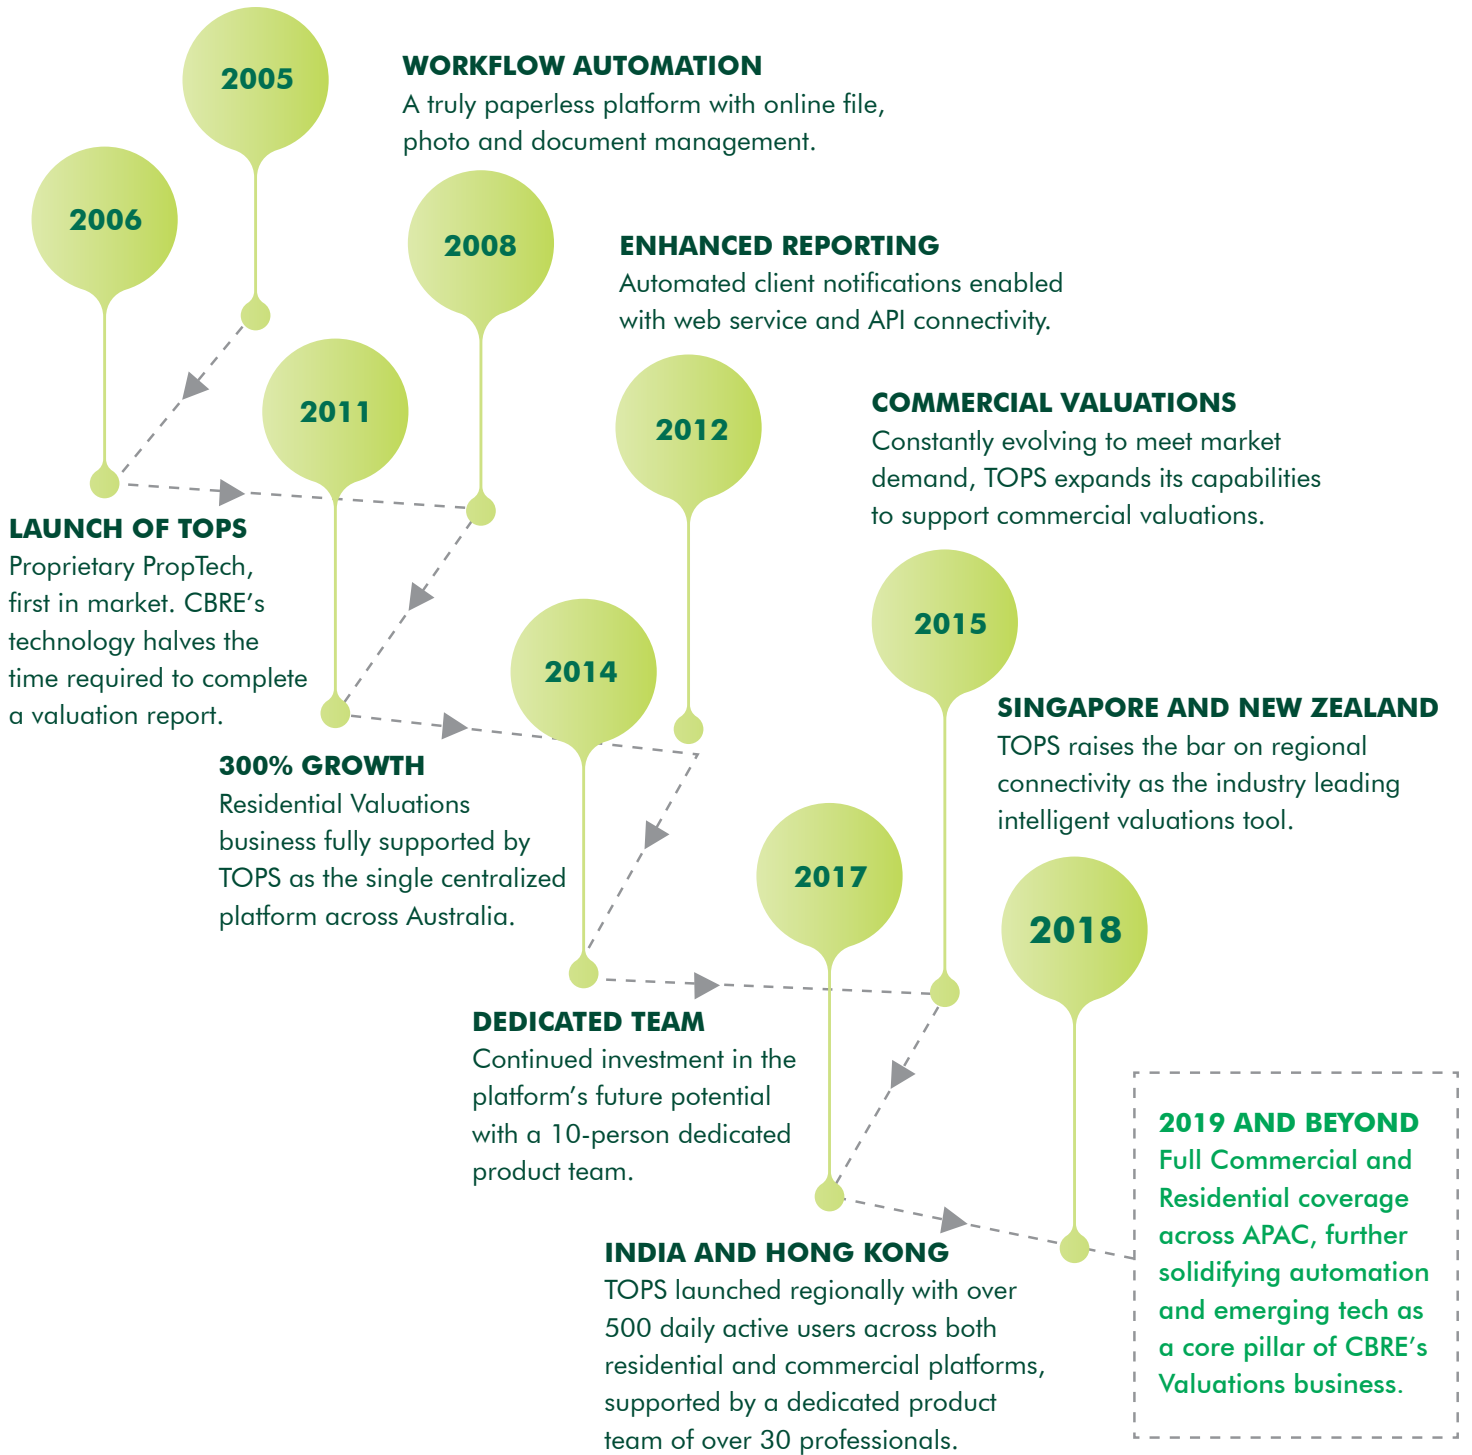 2005
WORKFLOW AUTOMATION
A truly paperless platform with online file,
photo and document management.
2006
LAUNCH OF TOPS
Proprietary PropTech,
first in market. CBRE’s
technology halves the
time required to complete
a valuation report.
2008
ENHANCED REPORTING
Automated client notifications enabled
with web service and API connectivity.
2011
300% GROWTH
Residential Valuations
business fully supported by
TOPS as the single centralized
platform across Australia.
2012
COMMERCIAL VALUATIONS
Constantly evolving to meet market
demand, TOPS expands its capabilities
to support commercial valuations.
2014
DEDICATED TEAM
Continued investment in the
platform’s future potential
with a 10-person dedicated
product team.
2015
SINGAPORE AND NEW ZEALAND
TOPS raises the bar on regional
connectivity as the industry leading
intelligent valuations tool.
2017
INDIA AND HONG KONG
TOPS launched regionally with over
500 daily active users across both
residential and commercial platforms,
supported by a dedicated product
team of over 30 professionals.
2018
2019 AND BEYOND
Full Commercial and
Residential coverage
across APAC, further
solidifying automation
and emerging tech as
a core pillar of CBRE’s
Valuations business.